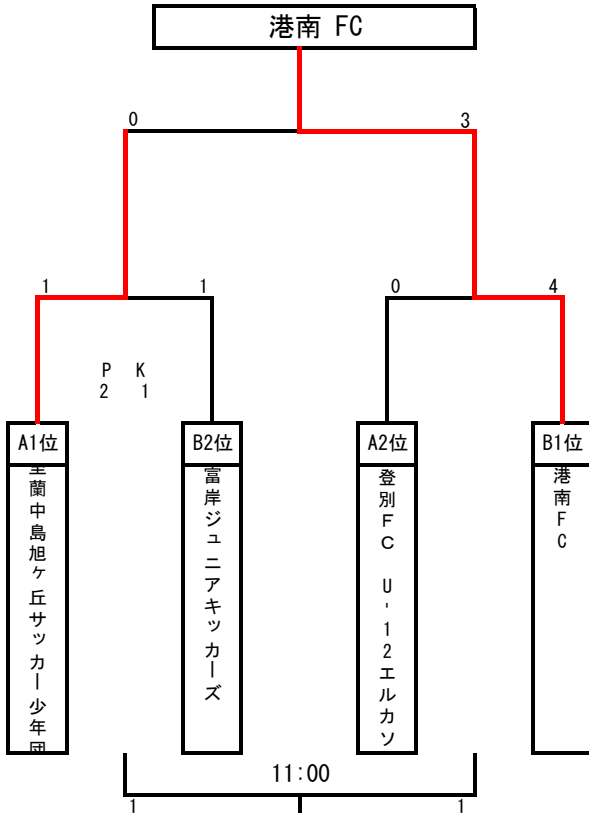 港南 FC
0 3
1 1 0 4
P K
2 1
A1位 B2位 A2位 B1位
室蘭中島旭ヶ丘サッカー少年団
富岸ジュニアキッカーズ
登別FC U-12エルカソ
港南FC
11:00
1 1